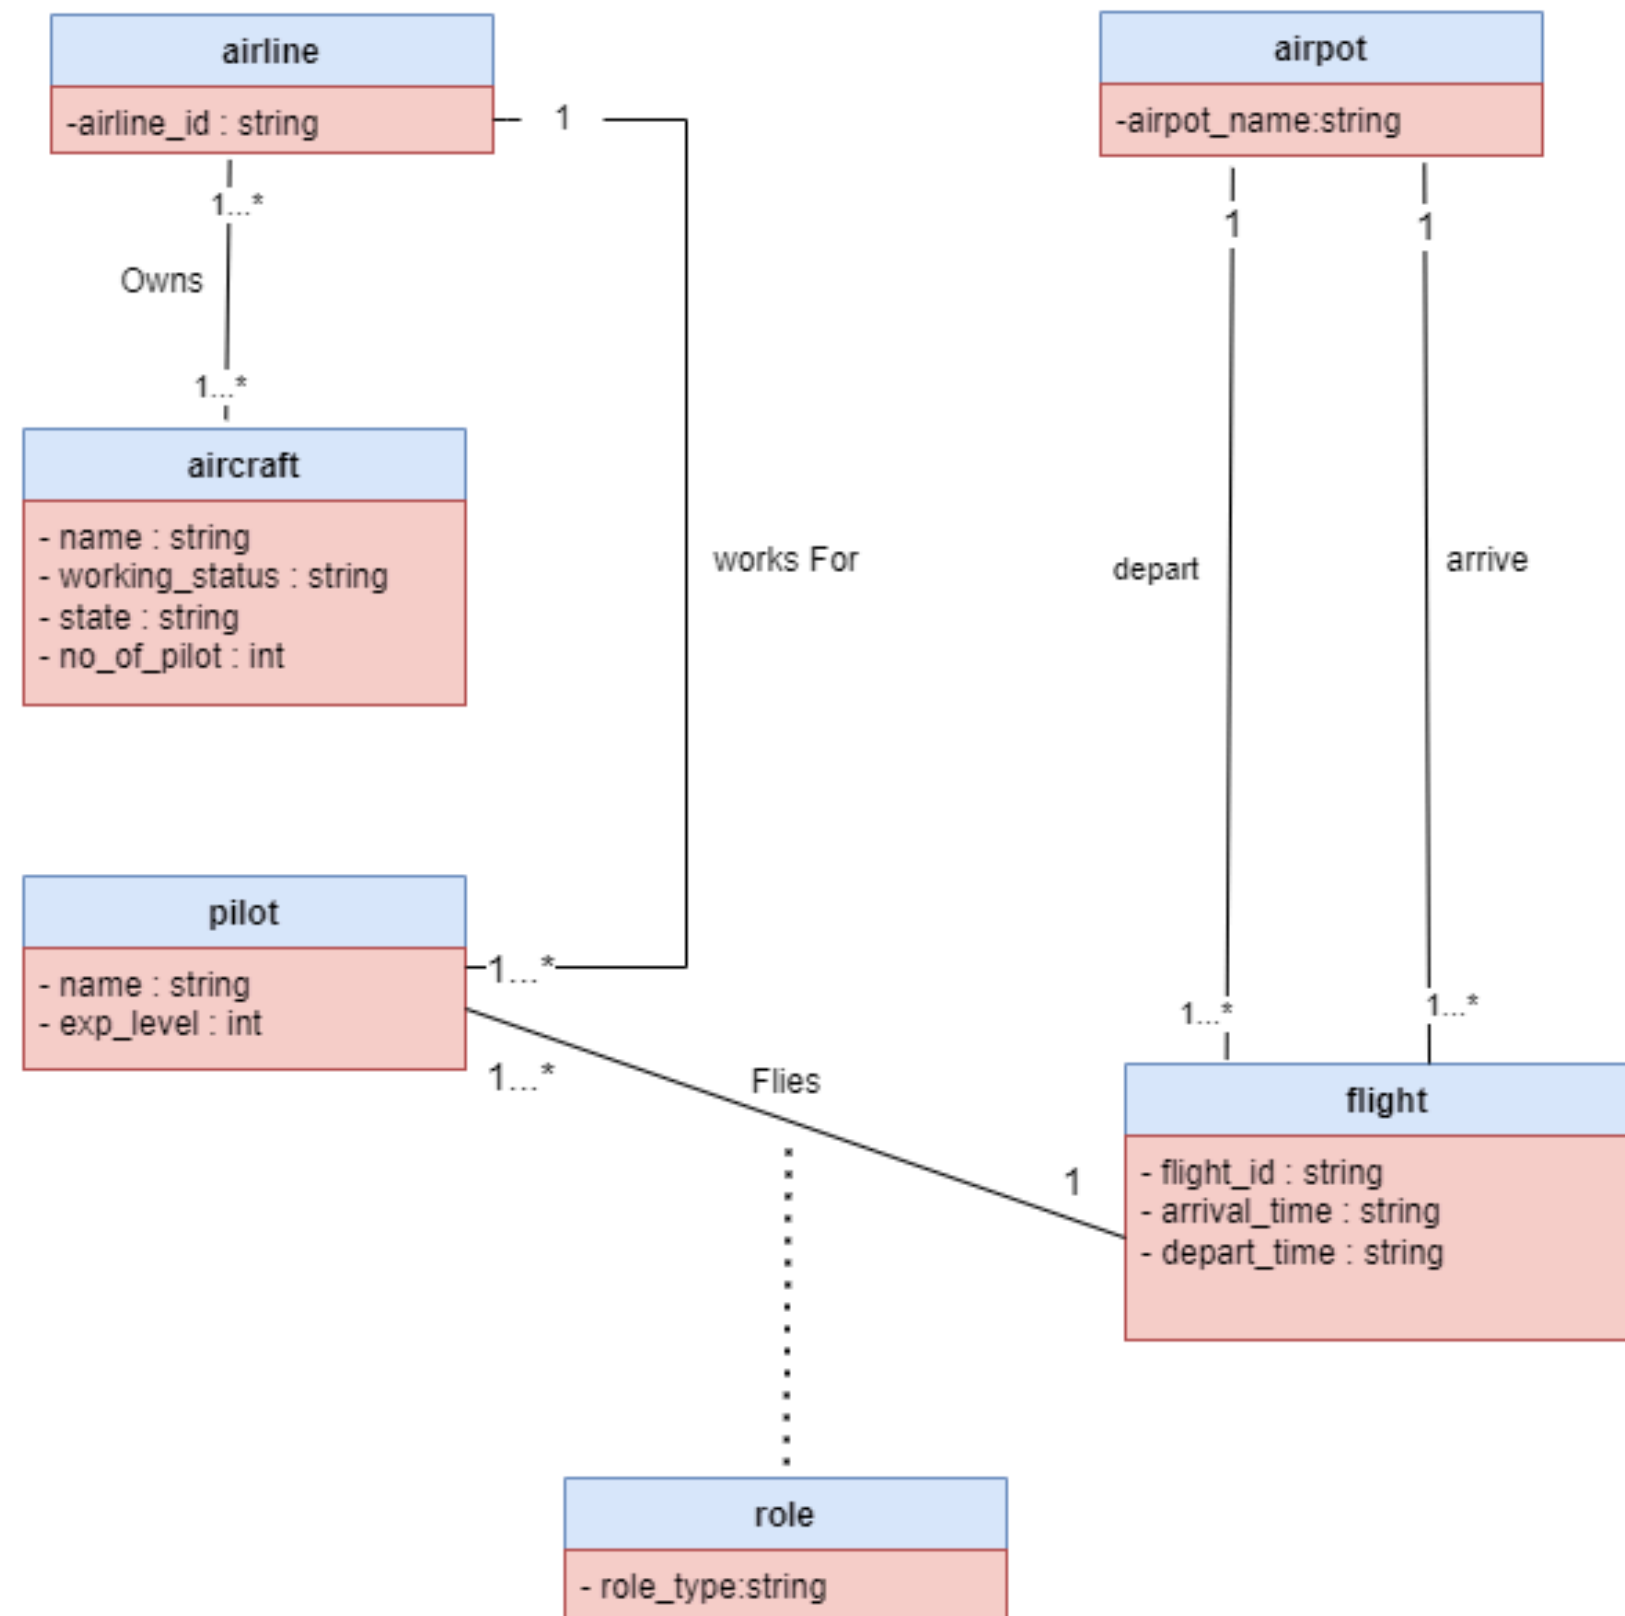 airline
-airline_id : string
1
1...*
Owns
1...*
aircraft
- name : string
- working_status : string
- state : string
- no_of_pilot : int
works For
pilot
- name : string
- exp_level : int
1...*
1...*
Flies
1
airpot
-airpot_name:string
1
1
depart
arrive
1...*
1...*
flight
- flight_id : string
- arrival_time : string
- depart_time : string
role
- role_type:string